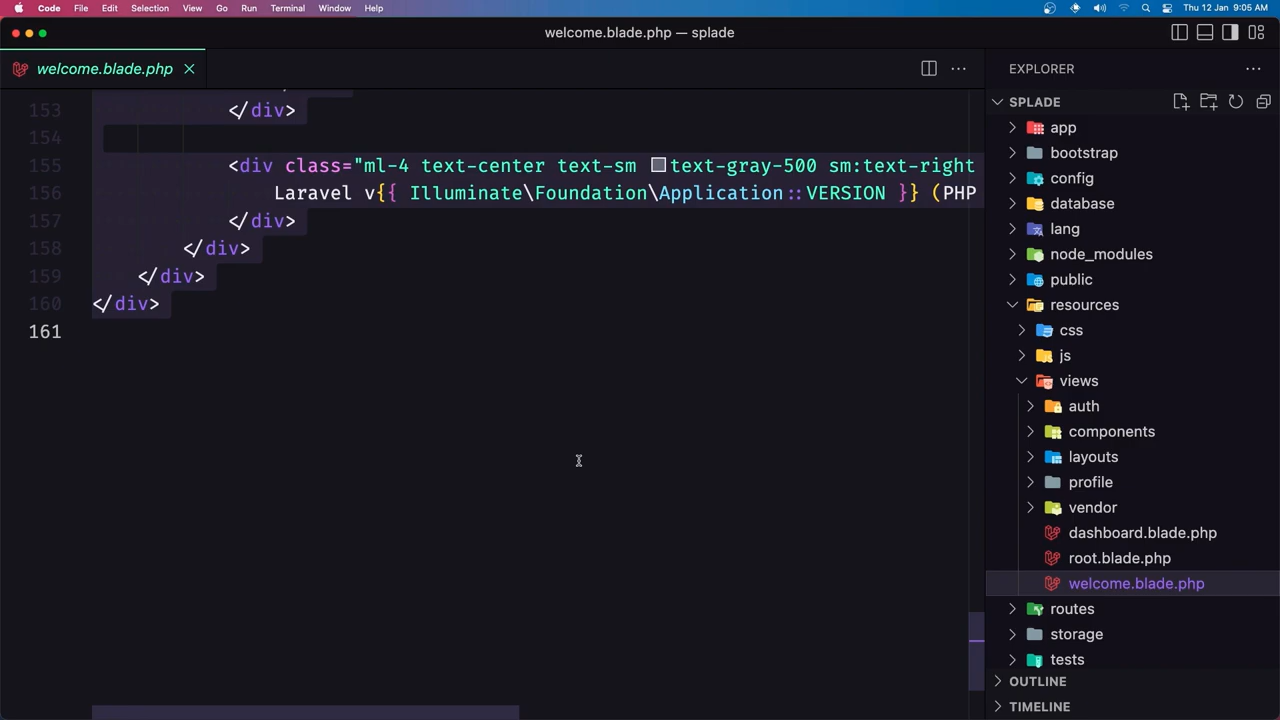 Code File Edit Selection View Go Run Terminal Window Help Thu 12 Jan 9:05 AM
welcome.blade.php — splade
welcome.blade.php
EXPLORER
153 </div>
154
155 <div class="ml-4 text-center text-sm text-gray-500 sm:text-right
156 Laravel v{{ Illuminate\Foundation\Application::VERSION }} (PHP
157 </div>
158 </div>
159 </div>
160 </div>
161
SPLADE
app
bootstrap
config
database
lang
node_modules
public
resources
css
js
views
auth
components
layouts
profile
vendor
dashboard.blade.php
root.blade.php
welcome.blade.php
routes
storage
tests
OUTLINE
TIMELINE